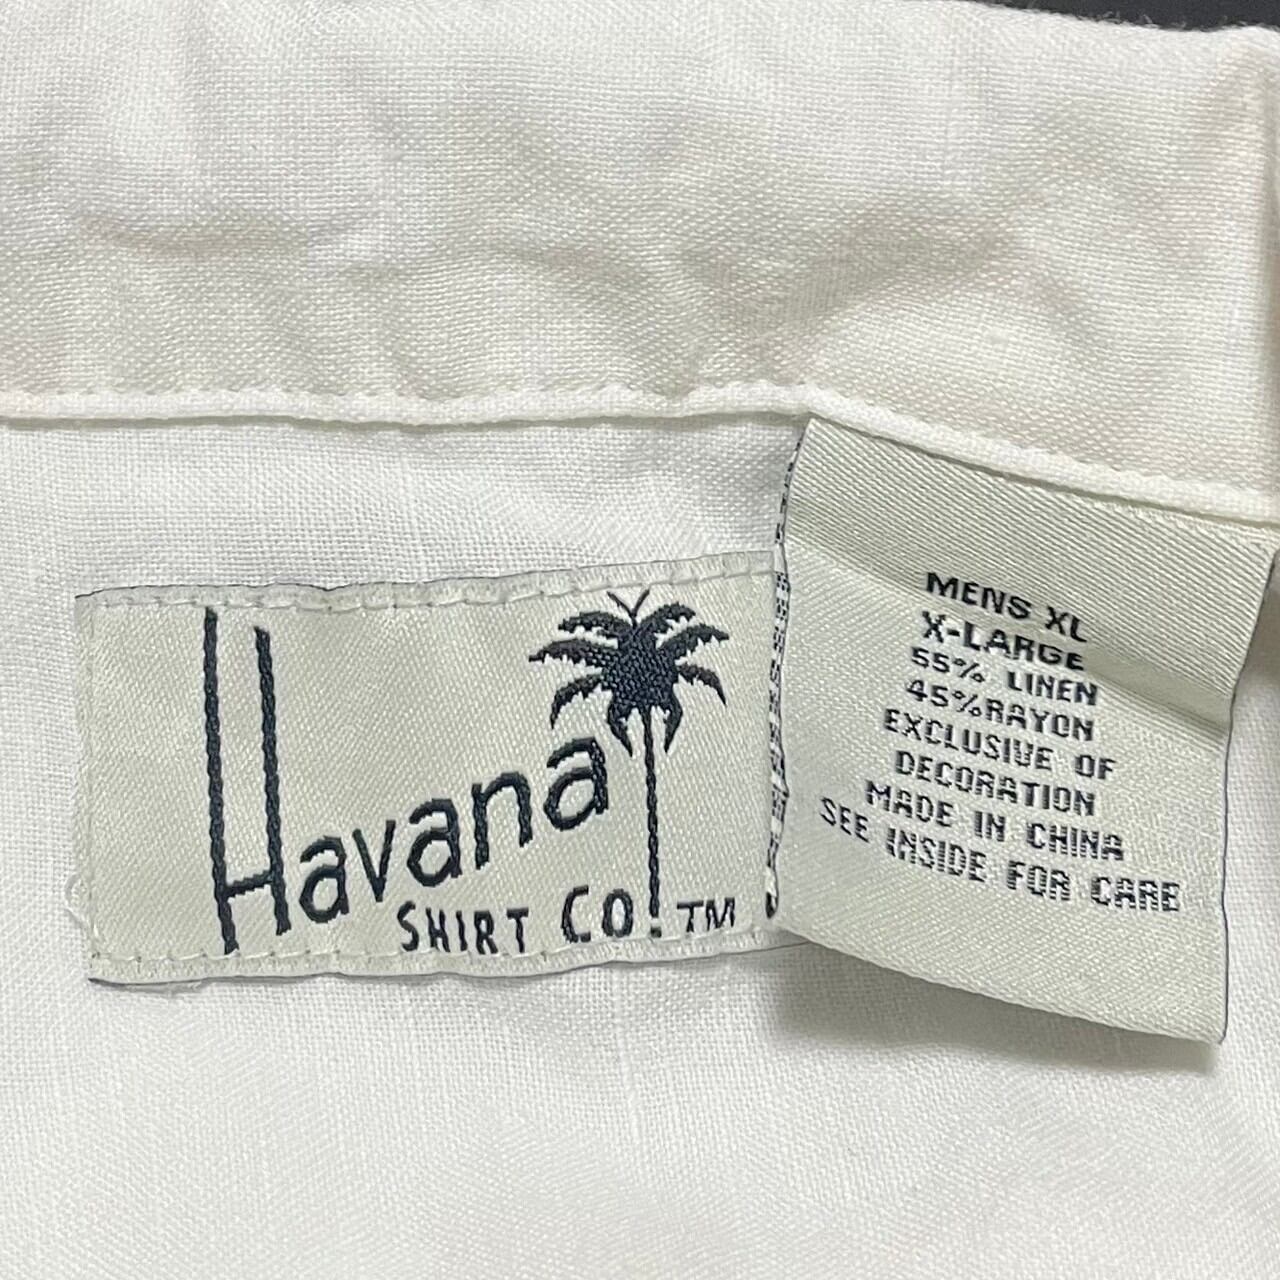 Havana
SHIRT Co. TM
MENS XL
X-LARGE
55% LINEN
45%RAYON
EXCLUSIVE OF
DECORATION
MADE IN CHINA
SEE INSIDE FOR CARE